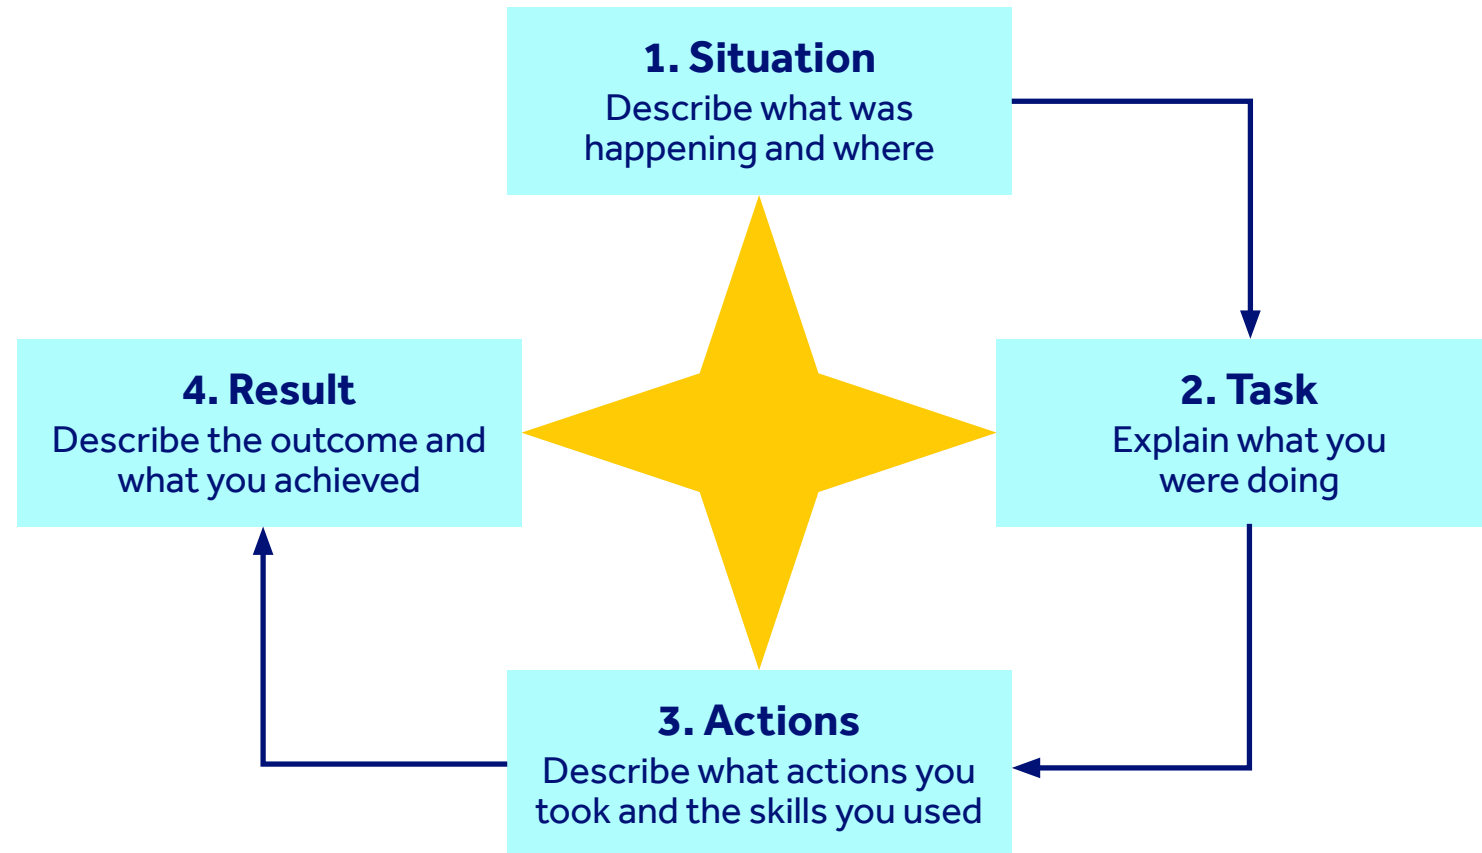 1. Situation
Describe what was
happening and where
2. Task
Explain what you
were doing
3. Actions
Describe what actions you
took and the skills you used
4. Result
Describe the outcome and
what you achieved